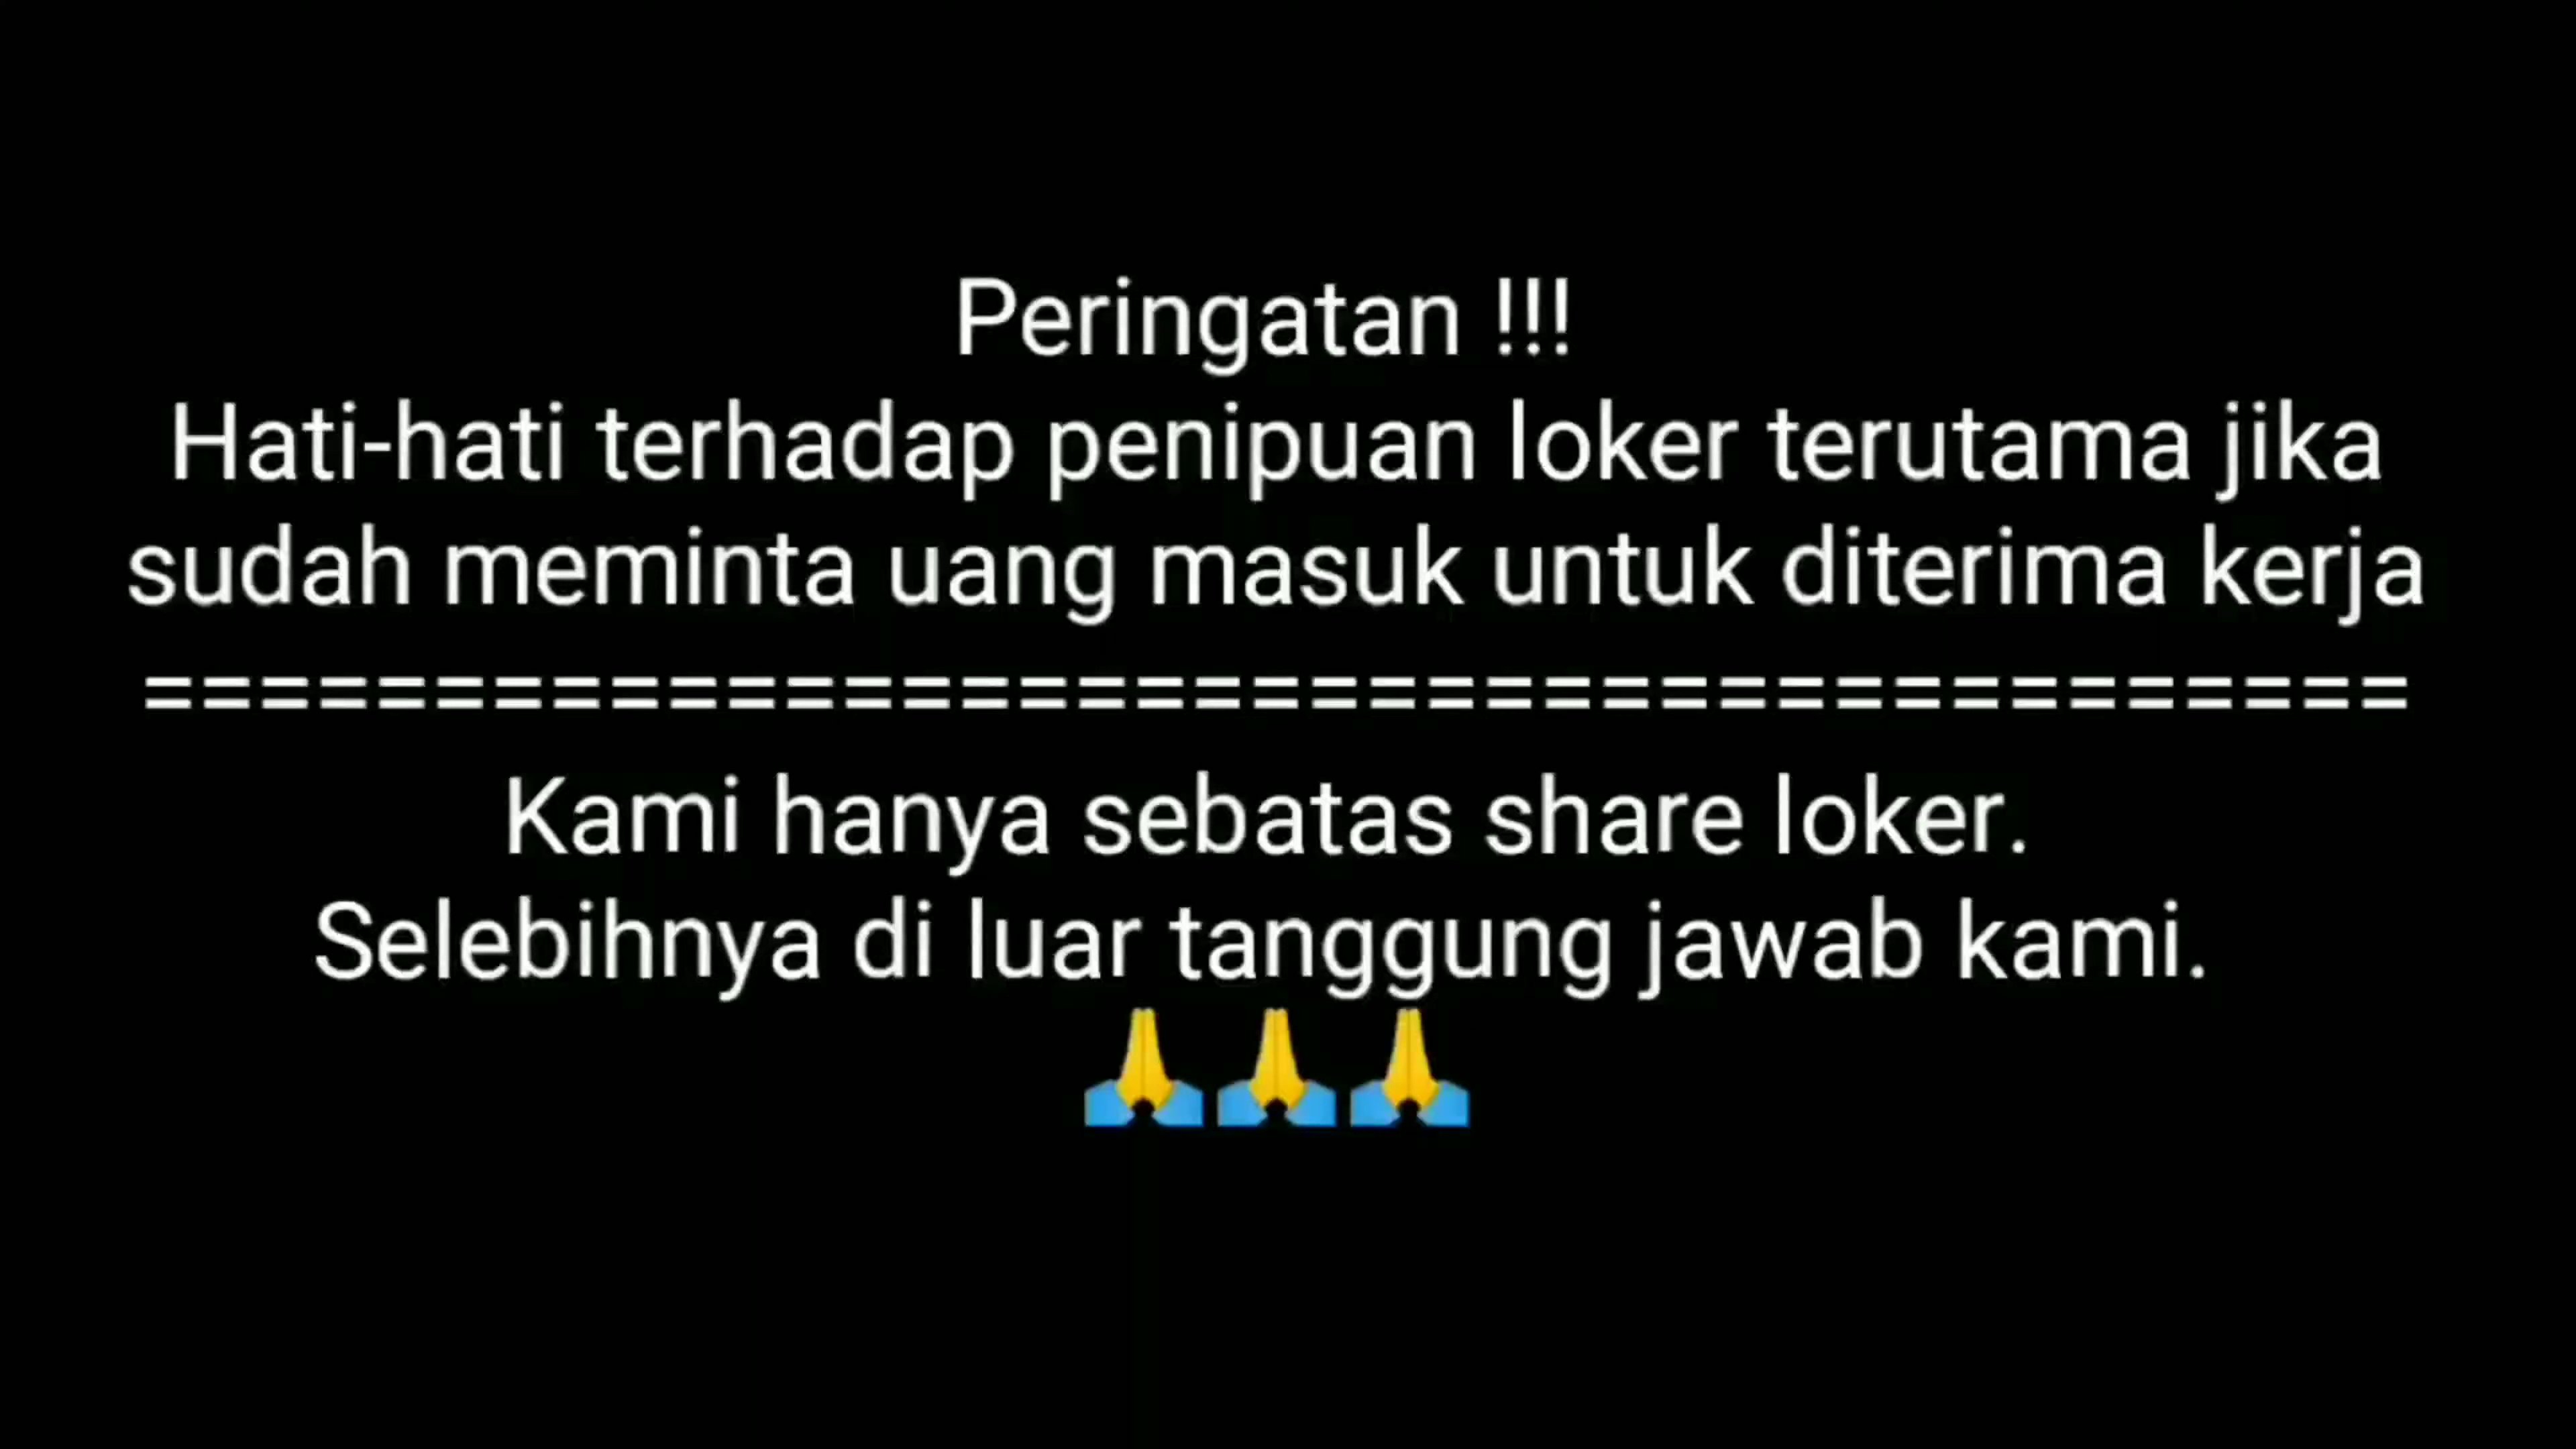 Peringatan !!!
Hati-hati terhadap penipuan loker terutama jika
sudah meminta uang masuk untuk diterima kerja
=======================================
Kami hanya sebatas share loker.
Selebihnya di luar tanggung jawab kami.
🙏🙏🙏